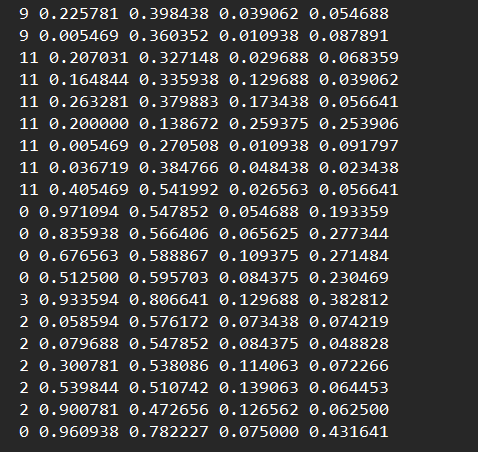 9 0.225781 0.398438 0.039062 0.054688
9 0.005469 0.360352 0.010938 0.087891
11 0.207031 0.327148 0.029688 0.068359
11 0.164844 0.335938 0.129688 0.039062
11 0.263281 0.379883 0.173438 0.056641
11 0.200000 0.138672 0.259375 0.253906
11 0.005469 0.270508 0.010938 0.091797
11 0.036719 0.384766 0.048438 0.023438
11 0.405469 0.541992 0.026563 0.056641
0 0.971094 0.547852 0.054688 0.193359
0 0.835938 0.566406 0.065625 0.277344
0 0.676563 0.588867 0.109375 0.271484
0 0.512500 0.595703 0.084375 0.230469
3 0.933594 0.806641 0.129688 0.382812
2 0.058594 0.576172 0.073438 0.074219
2 0.079688 0.547852 0.084375 0.048828
2 0.300781 0.538086 0.114063 0.072266
2 0.539844 0.510742 0.139063 0.064453
2 0.900781 0.472656 0.126562 0.062500
0 0.960938 0.782227 0.075000 0.431641